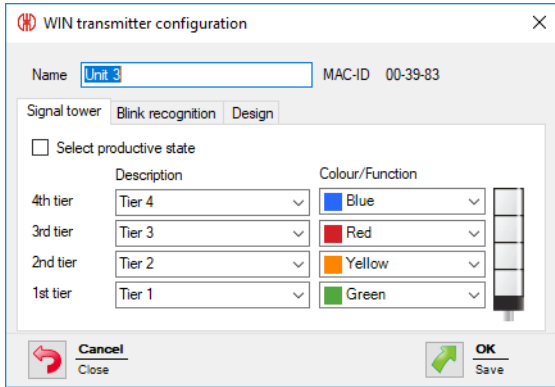 WIN transmitter configuration
Name Unit 3 MAC-ID 00-39-83
Signal tower Blink recognition Design
Select productive state
Description Colour/Function
4th tier Tier 4 Blue
3rd tier Tier 3 Red
2nd tier Tier 2 Yellow
1st tier Tier 1 Green
Cancel OK
Close Save